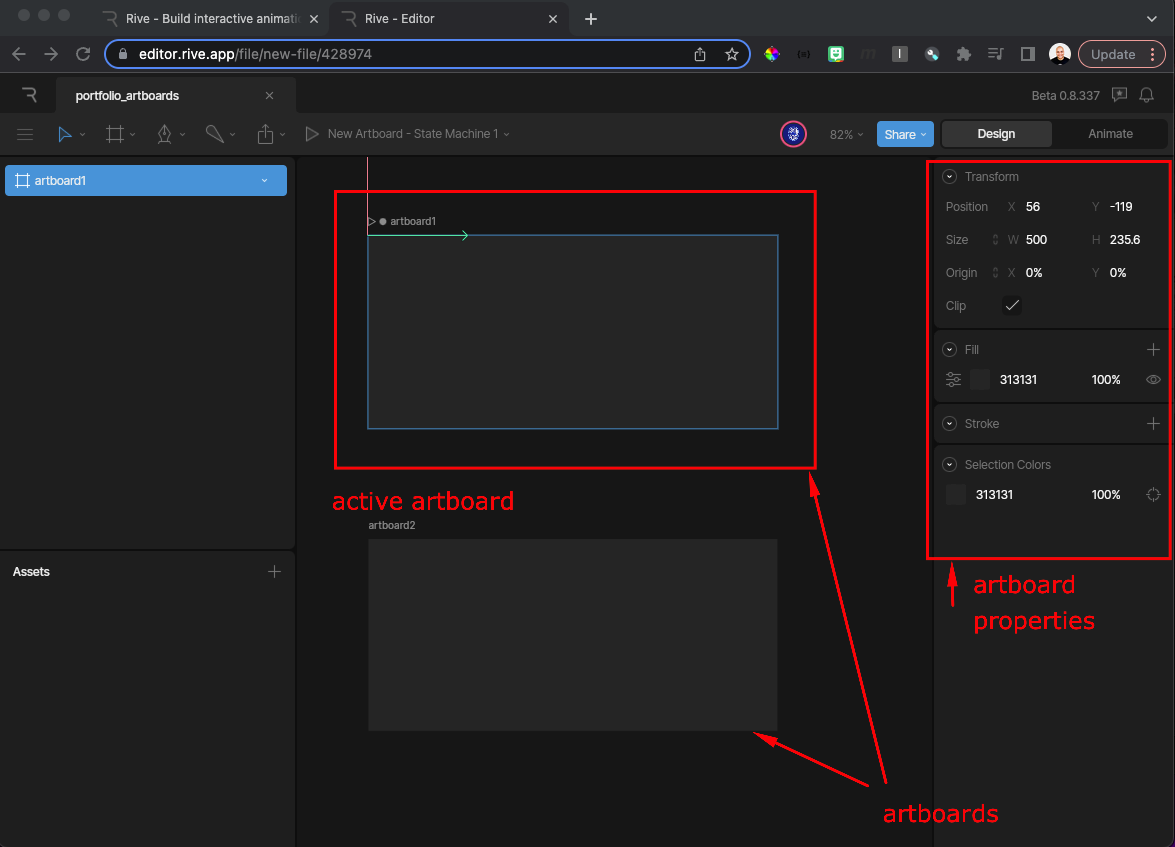 Rive - Build interactive animatic
Rive - Editor
editor.rive.app/file/new-file/428974
Update
portfolio_artboards
Beta 0.8.337
New Artboard - State Machine 1
82%
Share
Design
Animate
artboard1
Transform
Position X 56 Y -119
Size W 500 H 235.6
Origin X 0% Y 0%
Clip
Fill
313131 100%
Stroke
Selection Colors
313131 100%
artboard1
active artboard
artboard2
Assets
artboard
properties
artboards